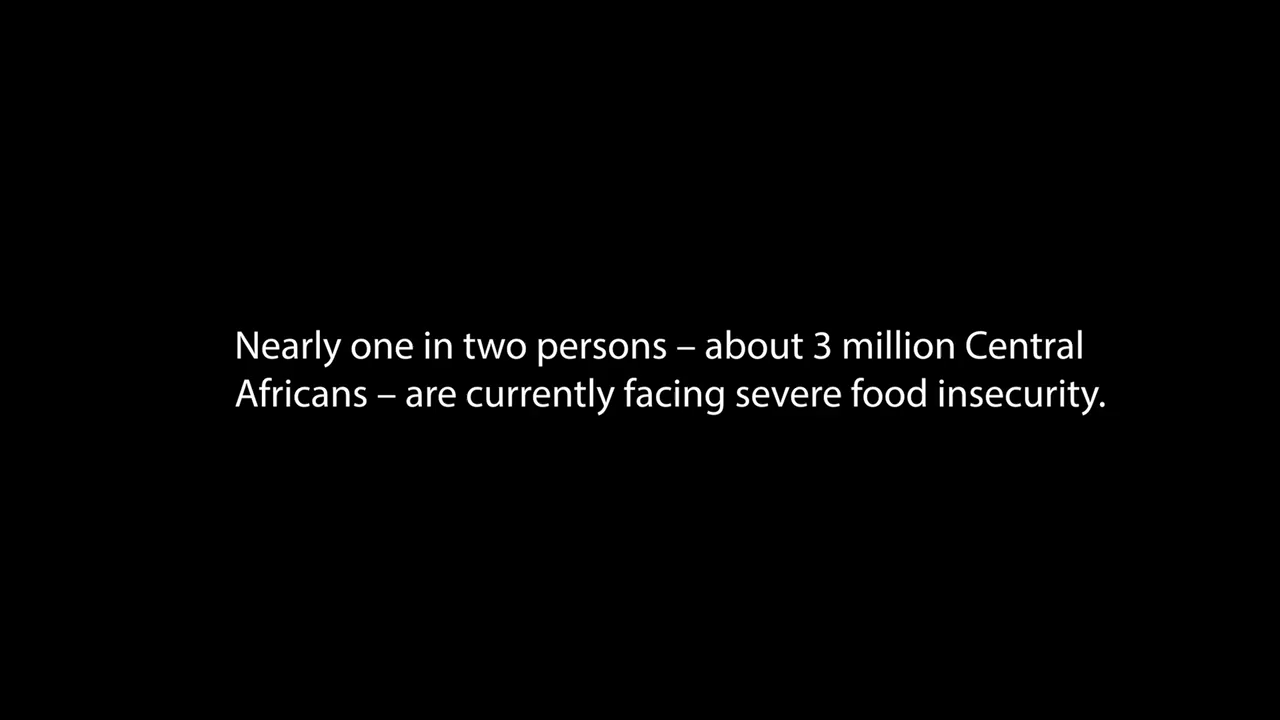 Nearly one in two persons – about 3 million Central
Africans – are currently facing severe food insecurity.